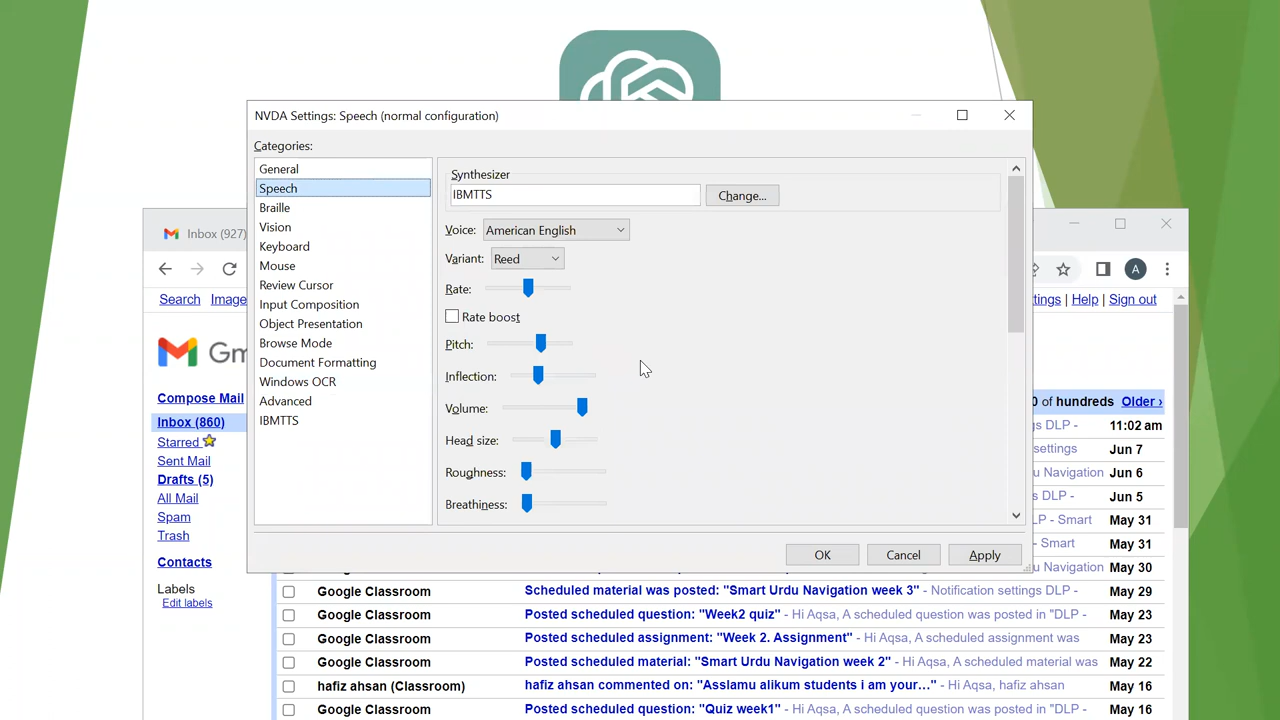 NVDA Settings: Speech (normal configuration)
Categories:
General
Speech
Braille
Vision
Keyboard
Mouse
Review Cursor
Input Composition
Object Presentation
Browse Mode
Document Formatting
Windows OCR
Advanced
IBMTTS
Synthesizer
IBMTTS
Change...
Voice: American English
Variant: Reed
Rate:
Rate boost
Pitch:
Inflection:
Volume:
Head size:
Roughness:
Breathiness:
OK Cancel Apply
Inbox (927)
A
Search Image
Help Sign out
Compose Mail
Inbox (860)
Starred
Sent Mail
Drafts (5)
All Mail
Spam
Trash
Contacts
Labels
Edit labels
of hundreds Older ›
DLP - 11:02 am
settings Jun 7
Navigation Jun 6
DLP - Jun 5
- Smart May 31
- Smart May 31
Navigation May 30
Google Classroom Scheduled material was posted: "Smart Urdu Navigation week 3" - Notification settings DLP - May 29
Google Classroom Posted scheduled question: "Week2 quiz" - Hi Aqsa, A scheduled question was posted in "DLP - May 23
Google Classroom Posted scheduled assignment: "Week 2. Assignment" - Hi Aqsa, A scheduled assignment was May 23
Google Classroom Posted scheduled material: "Smart Urdu Navigation week 2" - Hi Aqsa, A scheduled material was May 22
hafiz ahsan (Classroom) hafiz ahsan commented on: "Asslamu alikum students i am your…" - Hi Aqsa, hafiz ahsan May 16
Google Classroom Posted scheduled question: "Quiz week1" - Hi Aqsa, A scheduled question was posted in "DLP - May 16